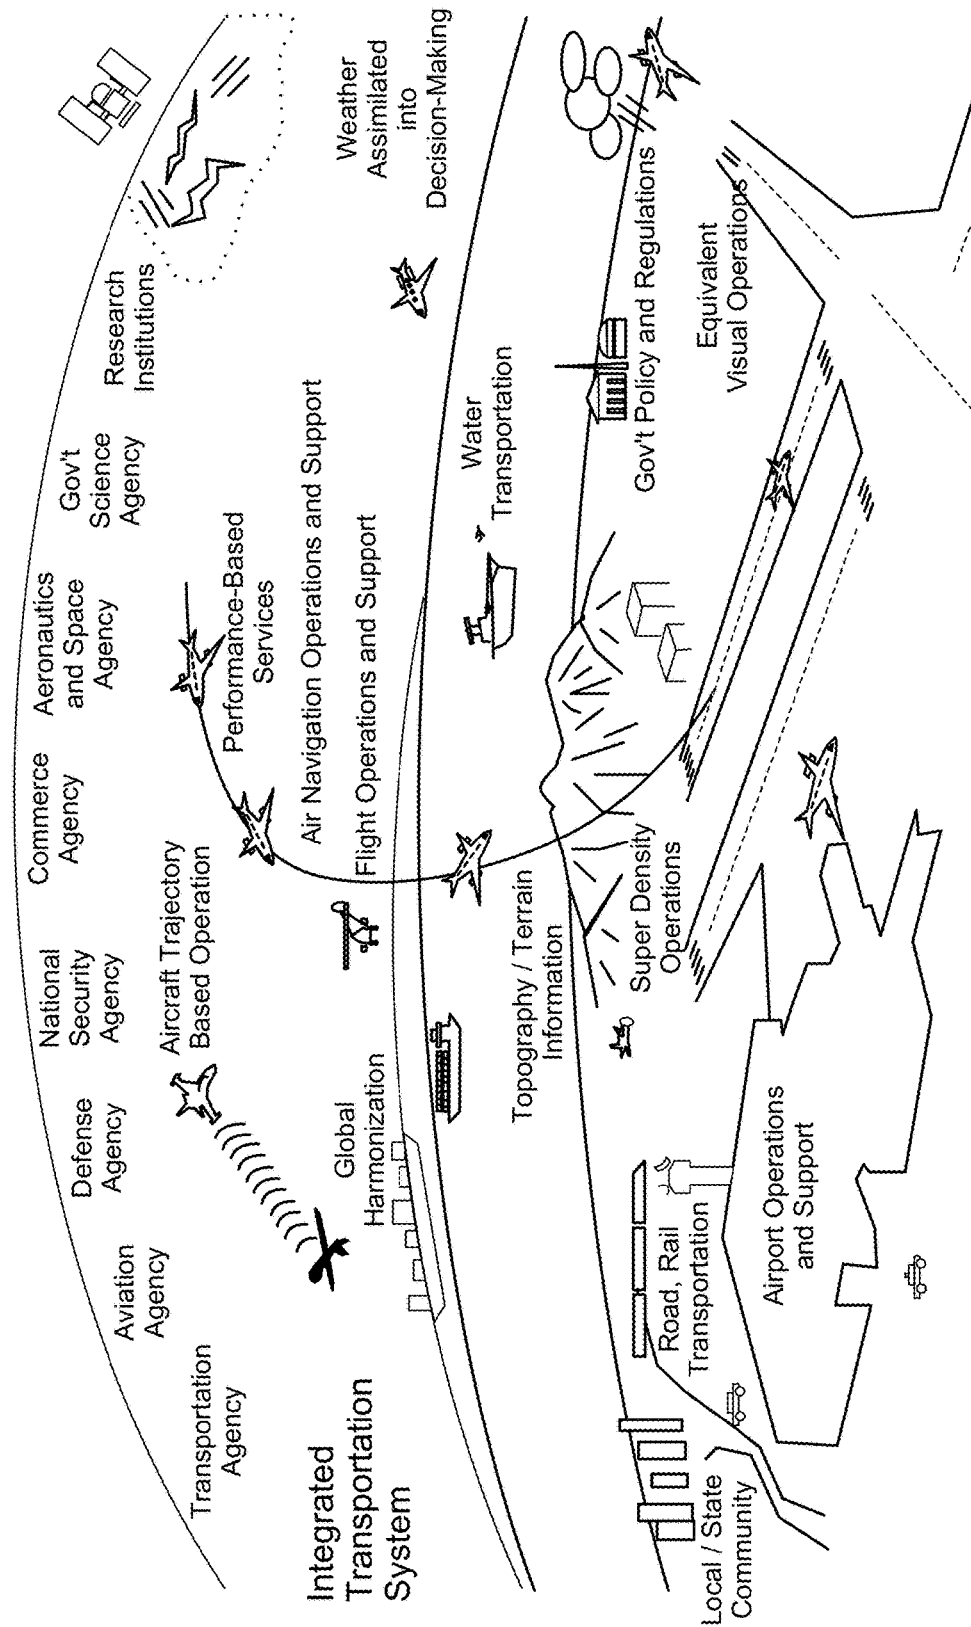 Transportation
Agency
Aviation
Agency
Defense
Agency
National
Security
Agency
Commerce
Agency
Aeronautics
and Space
Agency
Gov't
Science
Agency
Research
Institutions
Integrated
Transportation
System
Aircraft Trajectory
Based Operation
Performance-Based
Services
Air Navigation Operations and Support
Flight Operations and Support
Weather
Assimilated
into
Decision-Making
Global
Harmonization
Water
Transportation
Topography / Terrain
Information
Gov't Policy and Regulations
Super Density
Operations
Equivalent
Visual Operations
Local / State
Community
Road, Rail
Transportation
Airport Operations
and Support